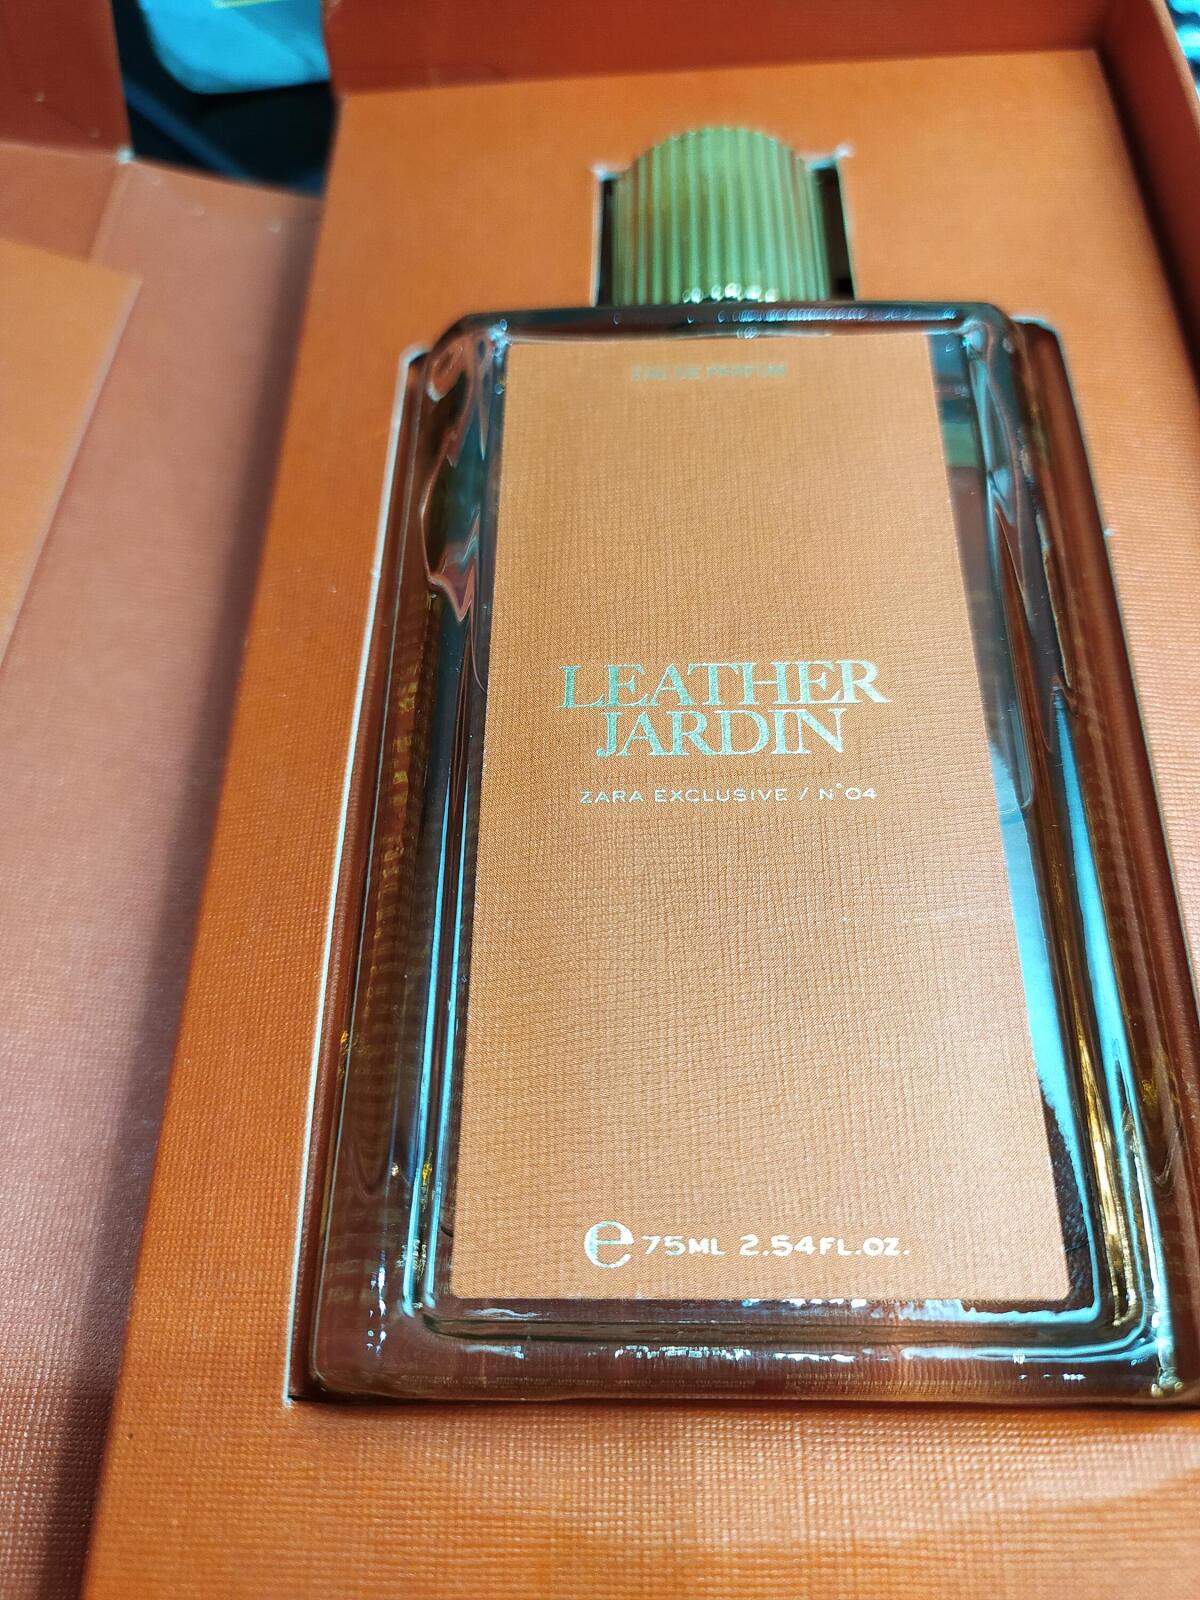 EAU DE PARFUM
LEATHER
JARDIN
ZARA EXCLUSIVE / N°04
e 75ML 2.54FL.OZ.